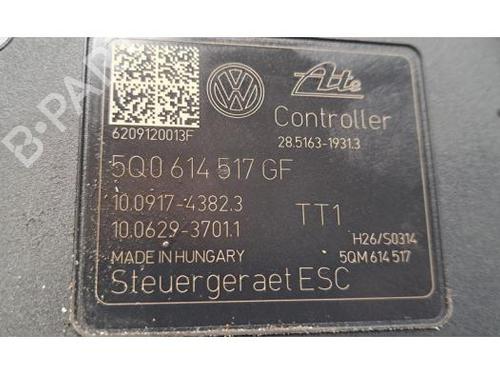 B-PARTS
VW
Ate
Controller
6209120013F
28.5163-1931.3
5Q0 614 517 GF
10.0917-4382.3
10.0629-3701.1
TT1
H26/S0314
MADE IN HUNGARY
5QM 614 517
Steuergeraet ESC